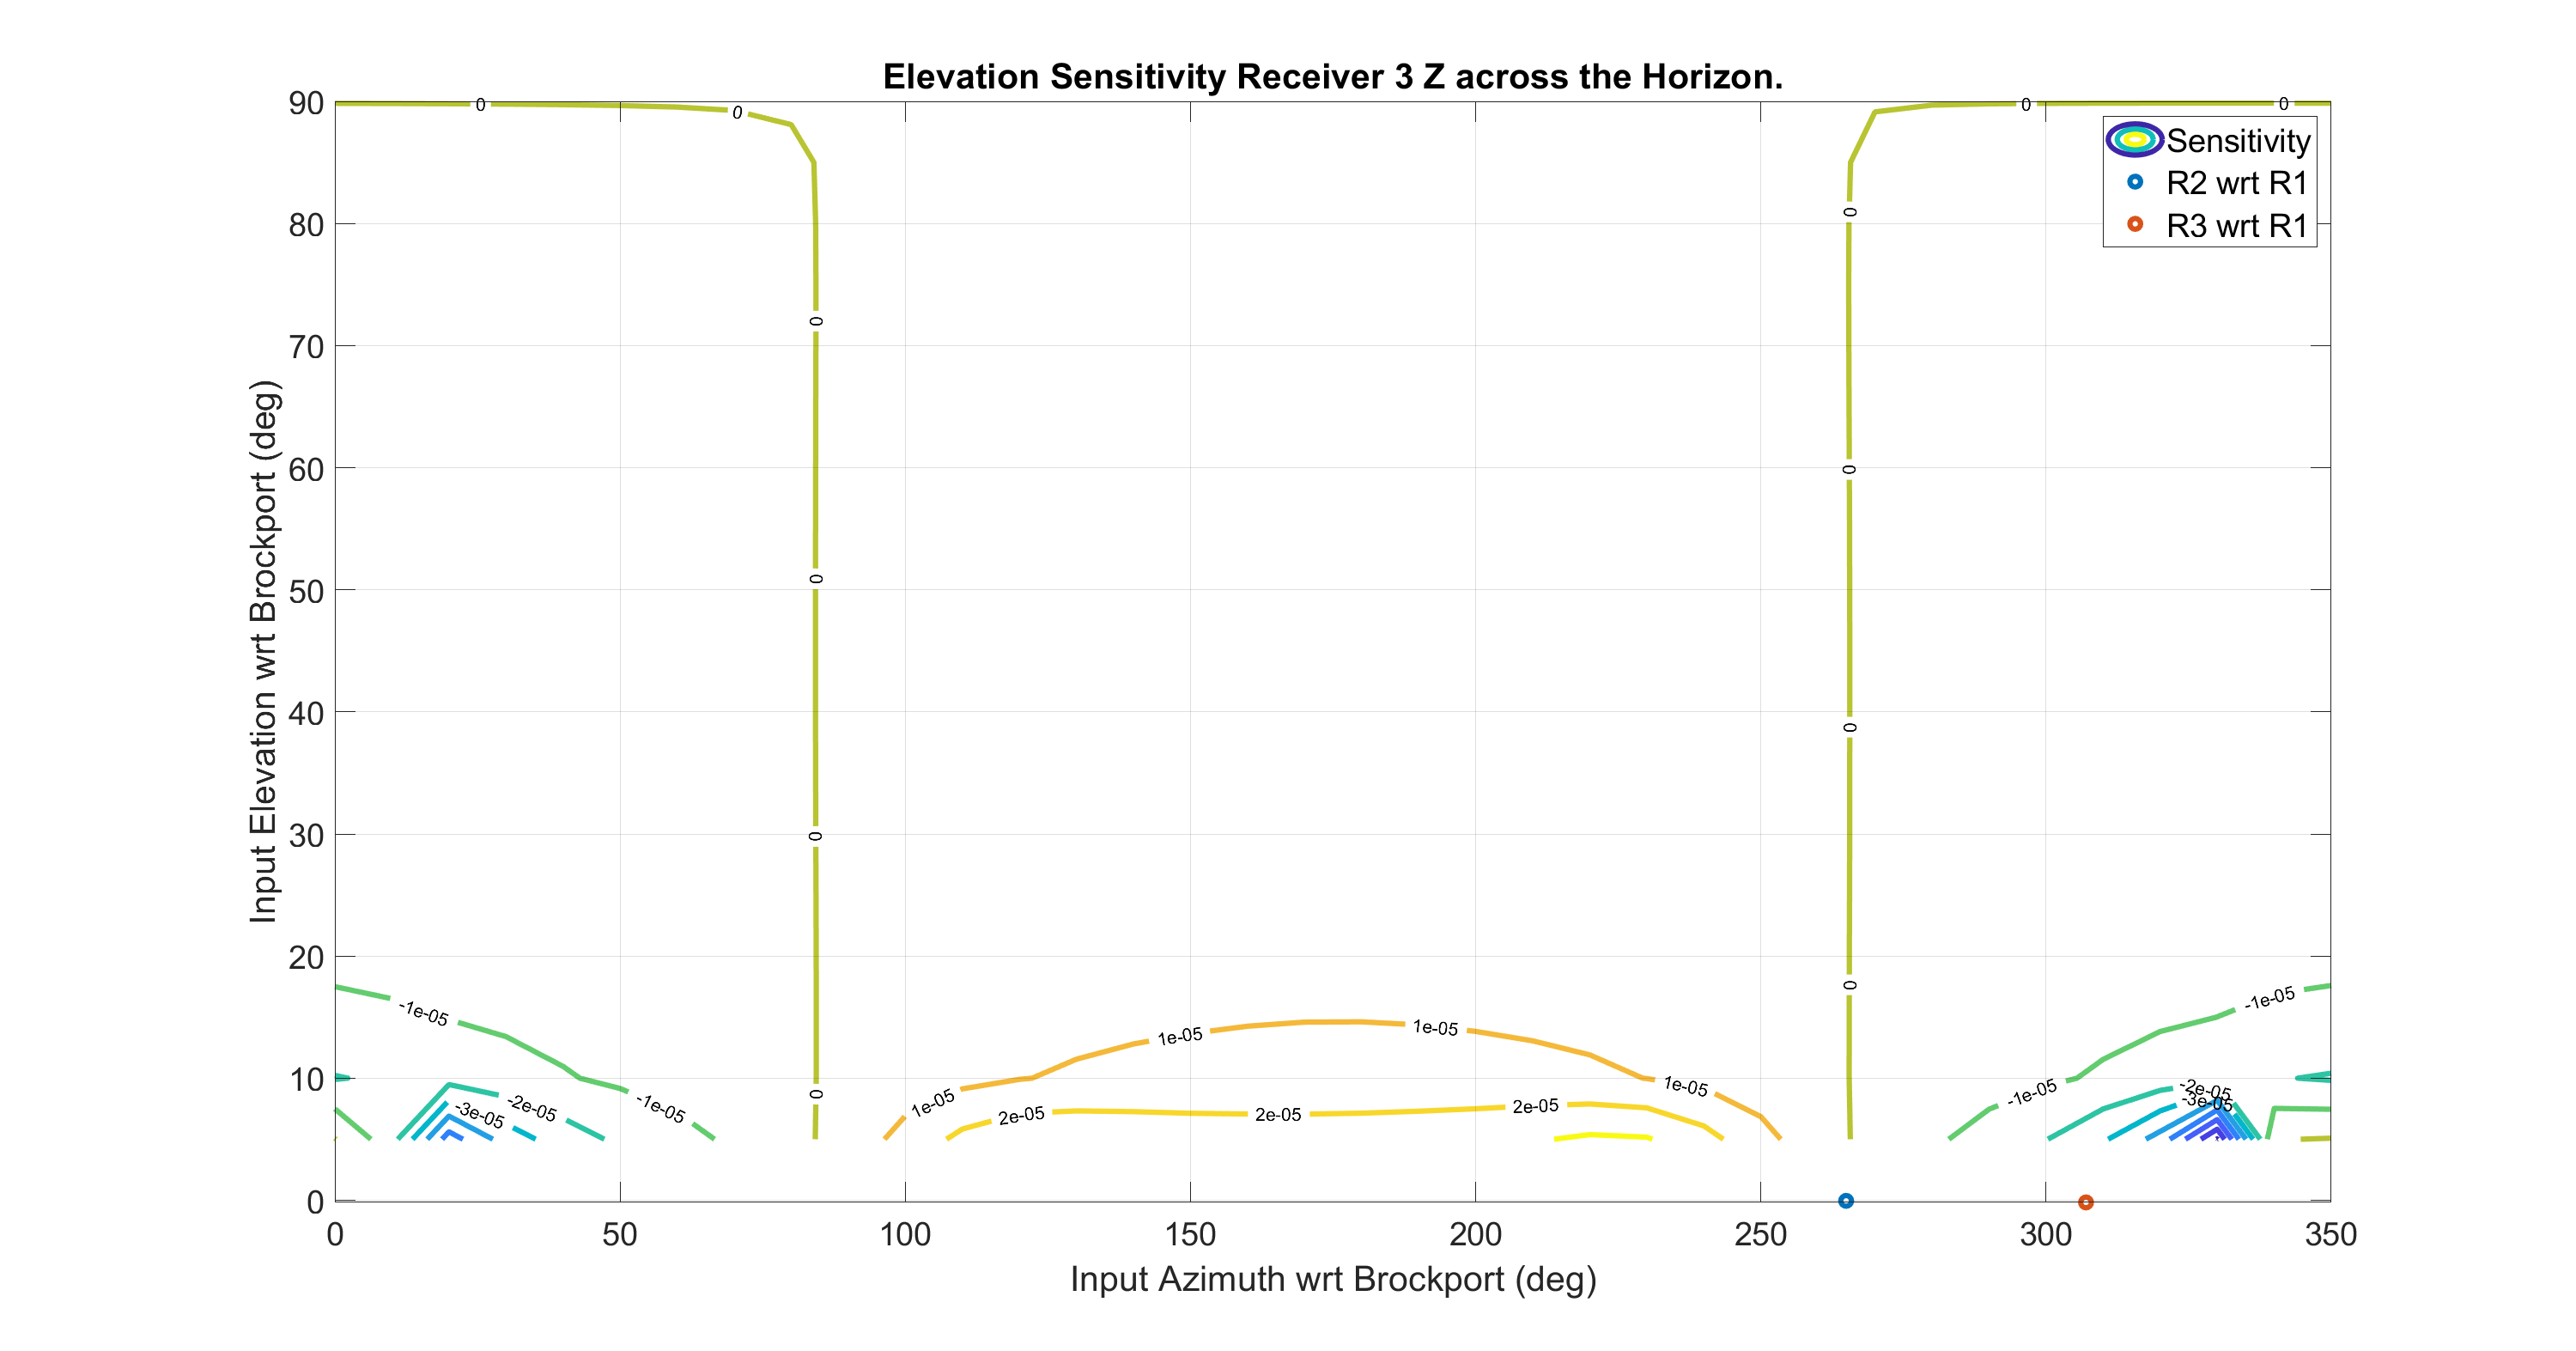 Elevation Sensitivity Receiver 3 Z across the Horizon.
90
80
70
60
50
40
30
20
10
0
Input Elevation wrt Brockport (deg)
0 0 0 0
Sensitivity
R2 wrt R1
R3 wrt R1
0
0
0
0
0
0
0
0
0
-1e-05
-1e-05
1e-05
1e-05
-3e-05
-2e-05
-1e-05
1e-05
2e-05
2e-05
2e-05
1e-05
-1e-05
-2e-05
-3e-05
0 50 100 150 200 250 300 350
Input Azimuth wrt Brockport (deg)